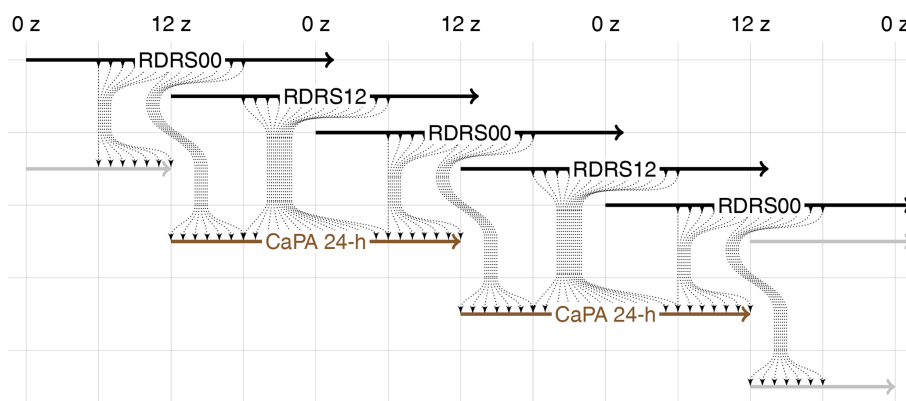 0 z 12 z 0 z 12 z 0 z 12 z 0 z
RDRS00
RDRS12
RDRS00
RDRS12
RDRS00
CaPA 24-h
CaPA 24-h